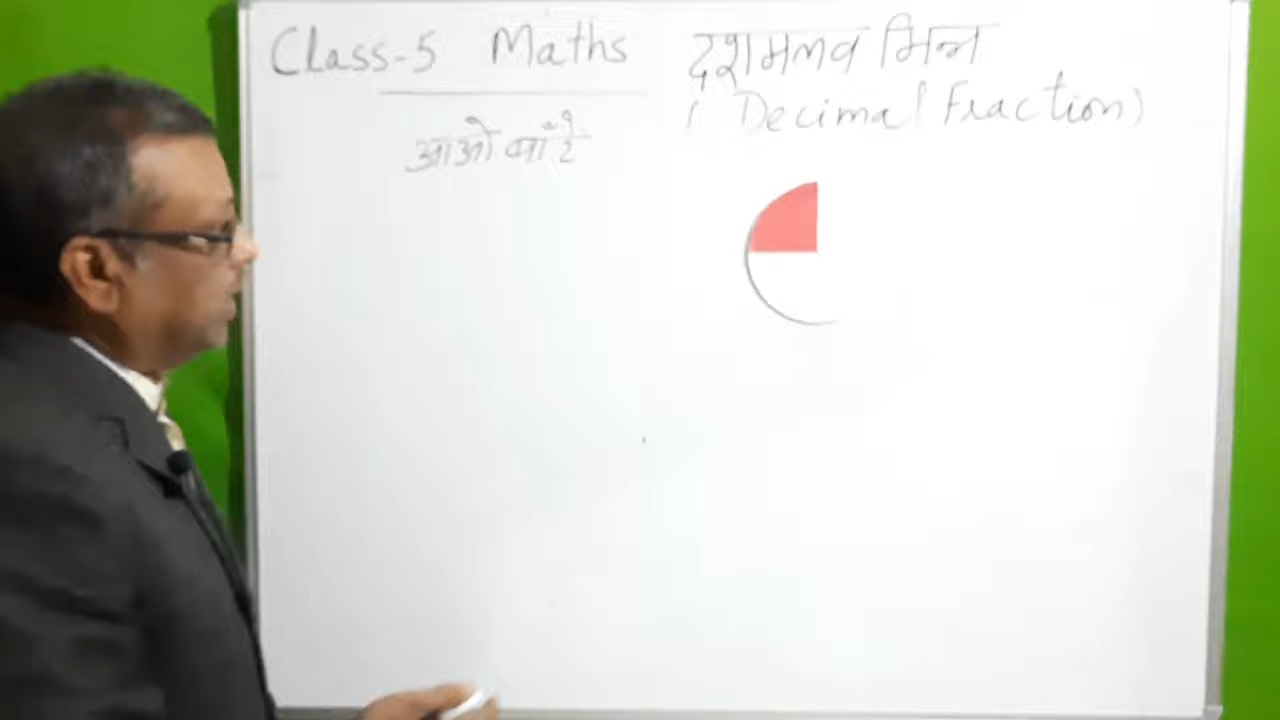 Class-5 Maths दशमलव भिन्न
( Decimal Fraction)
आओ बाँटे